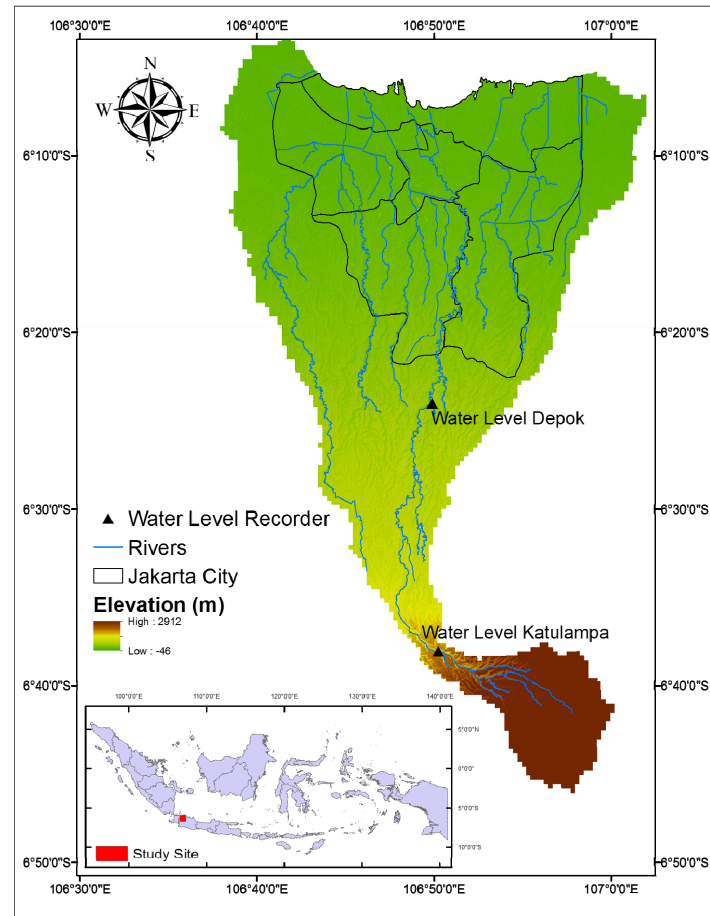 106°30'0"E 106°40'0"E 106°50'0"E 107°0'0"E
N
W E
S
6°10'0"S 6°10'0"S
6°20'0"S 6°20'0"S
Water Level Depok
6°30'0"S 6°30'0"S
Water Level Recorder
Rivers
Jakarta City
Elevation (m)
High : 2912
Low : -46
Water Level Katulampa
6°40'0"S 6°40'0"S
100°0'0"E 110°0'0"E 120°0'0"E 130°0'0"E 140°0'0"E
5°0'0"N
0°0'0"
5°0'0"S
10°0'0"S
Study Site
6°50'0"S 6°50'0"S
106°30'0"E 106°40'0"E 106°50'0"E 107°0'0"E